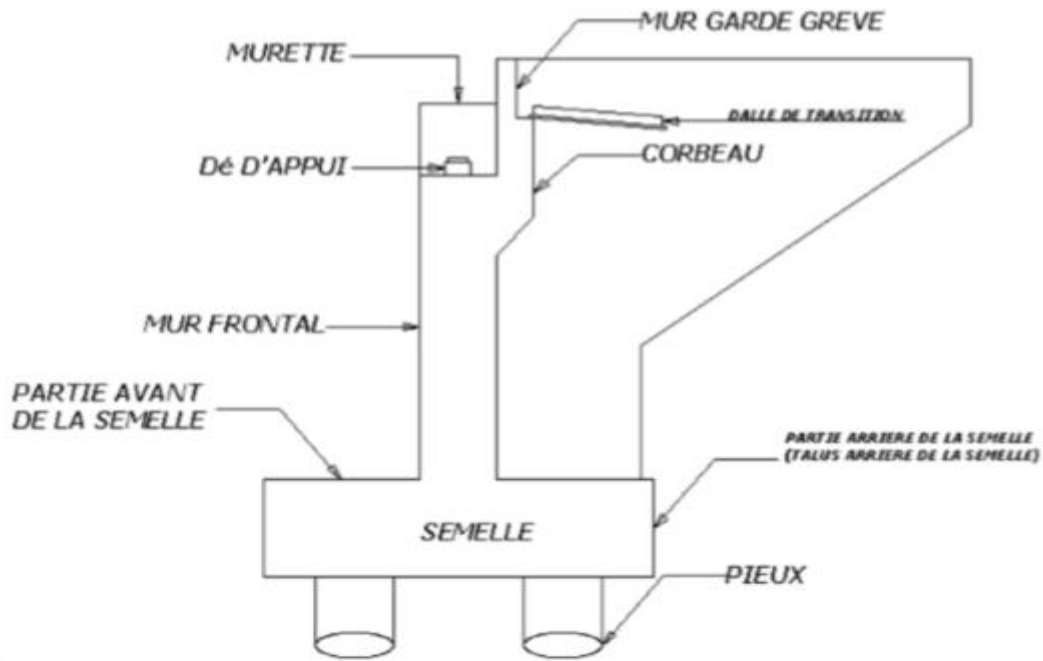 MUR GARDE GREVE
MURETTE
DALLE DE TRANSITION
CORBEAU
Dé D'APPUI
MUR FRONTAL
PARTIE AVANT
DE LA SEMELLE
PARTIE ARRIERE DE LA SEMELLE
(TALUS ARRIERE DE LA SEMELLE)
SEMELLE
PIEUX